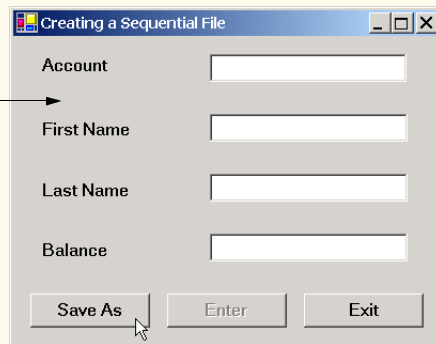 Creating a Sequential File
Account
First Name
Last Name
Balance
Save As Enter Exit